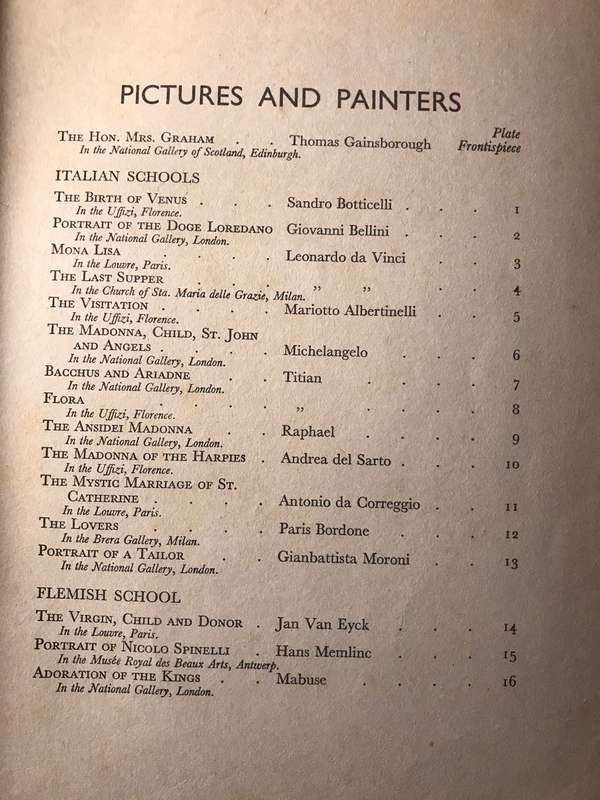 PICTURES AND PAINTERS
Plate
THE HON. MRS. GRAHAM . . Thomas Gainsborough Frontispiece
In the National Gallery of Scotland, Edinburgh.
ITALIAN SCHOOLS
THE BIRTH OF VENUS . . . Sandro Botticelli . . . 1
In the Uffizi, Florence.
PORTRAIT OF THE DOGE LOREDANO Giovanni Bellini . . . 2
In the National Gallery, London.
MONA LISA . . . . Leonardo da Vinci . . 3
In the Louvre, Paris.
THE LAST SUPPER . . . . ,, ,, . . 4
In the Church of Sta. Maria delle Grazie, Milan.
THE VISITATION . . . . Mariotto Albertinelli . . 5
In the Uffizi, Florence.
THE MADONNA, CHILD, ST. JOHN
AND ANGELS . . . . Michelangelo . . . 6
In the National Gallery, London.
BACCHUS AND ARIADNE . . Titian . . . . 7
In the National Gallery, London.
FLORA . . . . . ,, . . . . 8
In the Uffizi, Florence.
THE ANSIDEI MADONNA . . Raphael . . . . 9
In the National Gallery, London.
THE MADONNA OF THE HARPIES . Andrea del Sarto . . . 10
In the Uffizi, Florence.
THE MYSTIC MARRIAGE OF ST.
CATHERINE . . . . Antonio da Correggio . . 11
In the Louvre, Paris.
THE LOVERS . . . . Paris Bordone . . . 12
In the Brera Gallery, Milan.
PORTRAIT OF A TAILOR . . Gianbattista Moroni . . 13
In the National Gallery, London.
FLEMISH SCHOOL
THE VIRGIN, CHILD AND DONOR . Jan Van Eyck . . . 14
In the Louvre, Paris.
PORTRAIT OF NICOLO SPINELLI . Hans Memlinc . . . 15
In the Musée Royal des Beaux Arts, Antwerp.
ADORATION OF THE KINGS . . Mabuse . . . . 16
In the National Gallery, London.